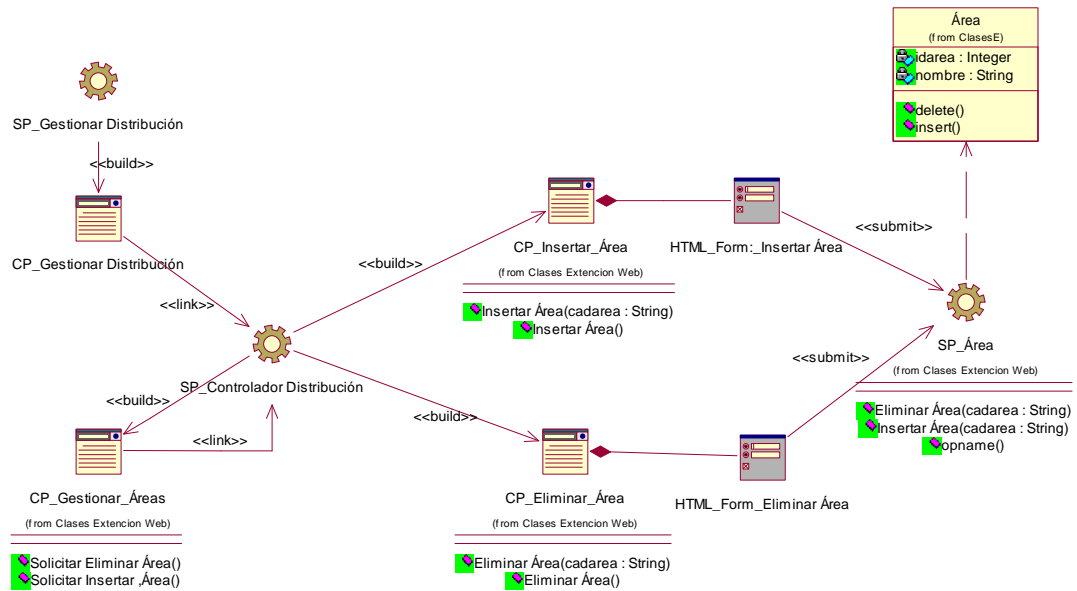 Área
(from ClasesE)
idarea : Integer
nombre : String
delete()
insert()
SP_Gestionar Distribución
<<build>>
CP_Gestionar Distribución
<<link>>
SP_Controlador Distribución
<<build>>
<<link>>
CP_Gestionar_Áreas
(from Clases Extencion Web)
Solicitar Eliminar Área()
Solicitar Insertar ,Área()
<<build>>
CP_Insertar_Área
(from Clases Extencion Web)
Insertar Área(cadarea : String)
Insertar Área()
HTML_Form:_Insertar Área
<<submit>>
<<build>>
CP_Eliminar_Área
(from Clases Extencion Web)
Eliminar Área(cadarea : String)
Eliminar Área()
HTML_Form_Eliminar Área
<<submit>>
SP_Área
(from Clases Extencion Web)
Eliminar Área(cadarea : String)
Insertar Área(cadarea : String)
opname()